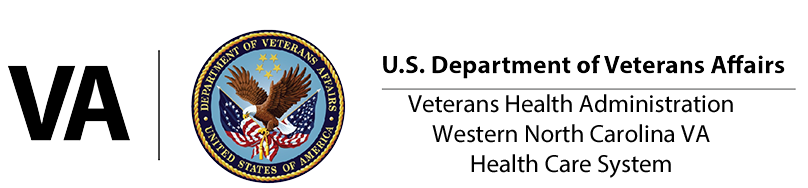 VA
DEPARTMENT OF VETERANS AFFAIRS
UNITED STATES OF AMERICA
U.S. Department of Veterans Affairs
Veterans Health Administration
Western North Carolina VA
Health Care System